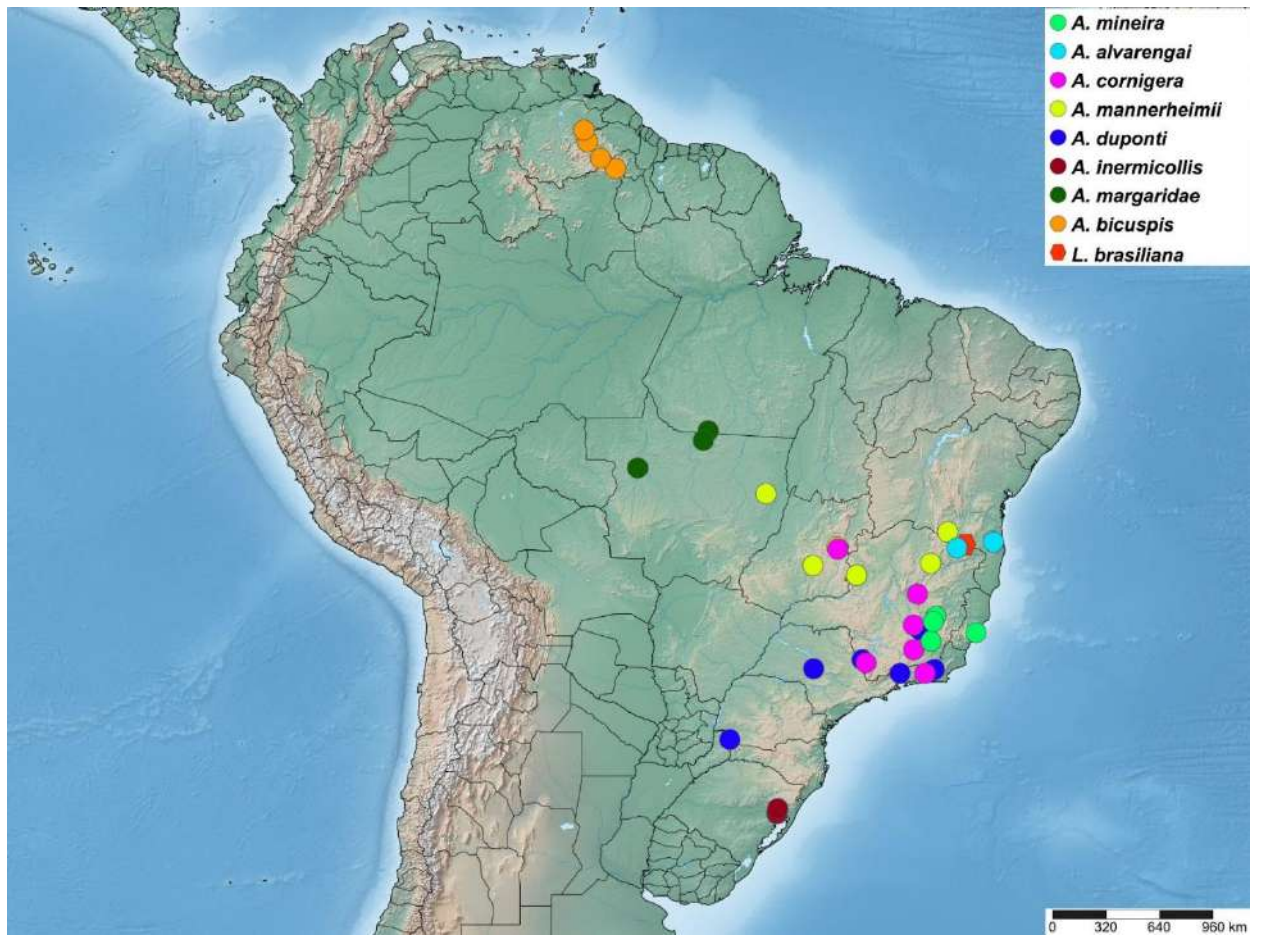 A. mineira
A. alvarengai
A. cornigera
A. mannerheimii
A. duponti
A. inermicollis
A. margaridae
A. bicuspis
L. brasiliana
0 320 640 960 km